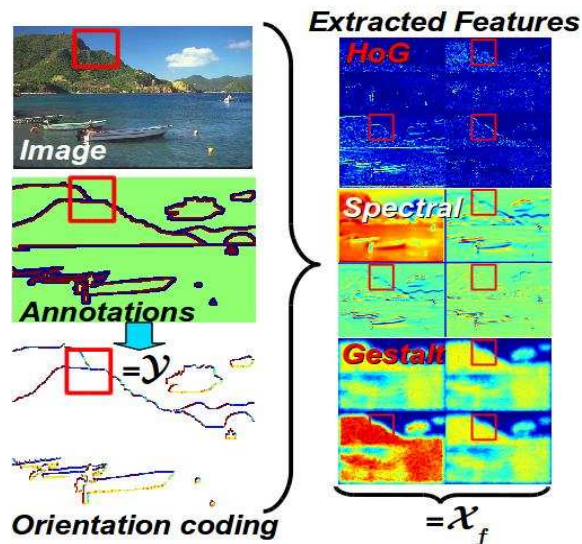 Image
Annotations
= 𝒴
Orientation coding
Extracted Features
HoG
Spectral
Gestalt
= 𝒳f